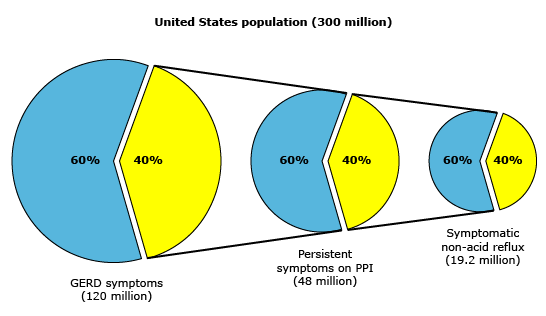 United States population (300 million)
60%
40%
60%
40%
60%
40%
GERD symptoms
(120 million)
Persistent
symptoms on PPI
(48 million)
Symptomatic
non-acid reflux
(19.2 million)